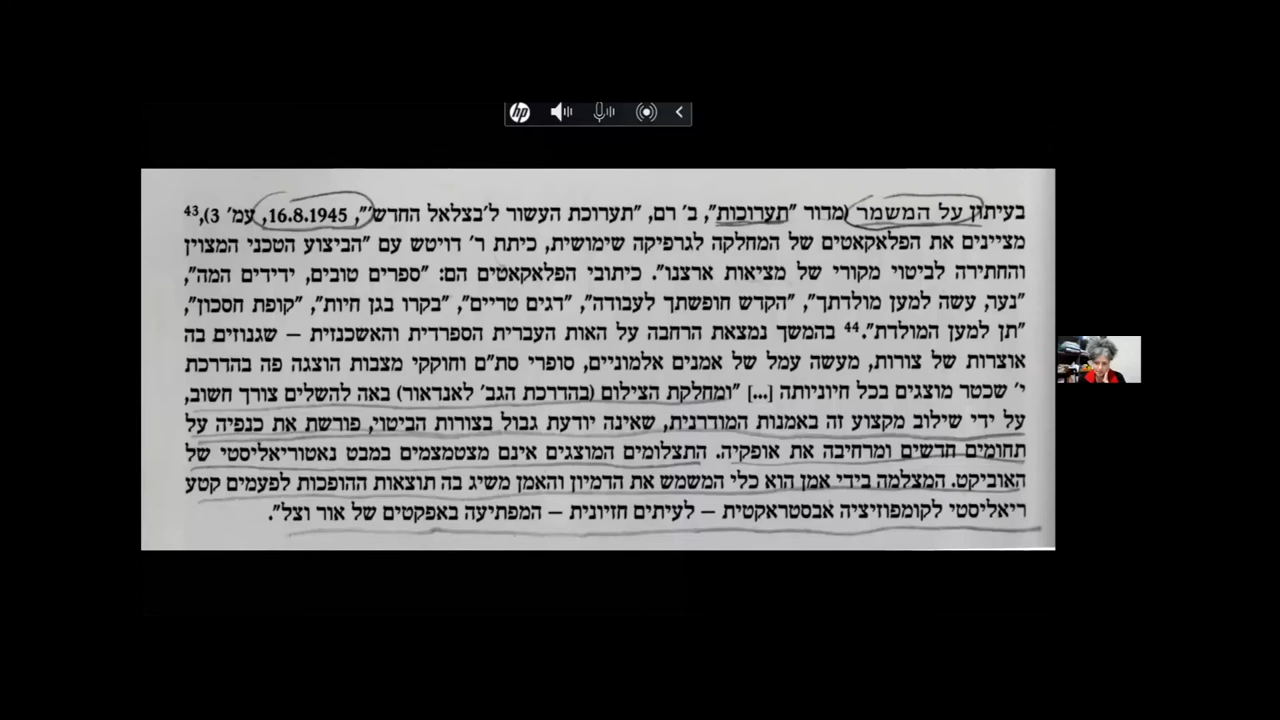 hp
בעיתון על המשמר (מדור "תערוכות", ב' רם, "תערוכת העשור ל'בצלאל החדש'", 16.8.1945, עמ' 3),43
מציינים את הפלאקאטים של המחלקה לגרפיקה שימושית, כיתת ר' דויטש עם "הביצוע הטכני המצוין
והחתירה לביטוי מקורי של מציאות ארצנו". כיתובי הפלאקאטים הם: "ספרים טובים, ידידים המה",
"נער, עשה למען מולדתך", "הקדש חופשתך לעבודה", "דגים טריים", "בקרו בגן חיות", "קופת חסכון",
"תן למען המולדת".44 בהמשך נמצאת הרחבה על האות העברית הספרדית והאשכנזית – שגנוזים בה
אוצרות של צורות, מעשה עמל של אמנים אלמוניים, סופרי סת"ם וחוקקי מצבות הוצגה פה בהדרכת
י' שכטר מוצגים בכל חיוניותה [...] "ומחלקת הצילום (בהדרכת הגב' לאנדאור) באה להשלים צורך חשוב,
על ידי שילוב מקצוע זה באמנות המודרנית, שאינה יודעת גבול בצורות הביטוי, פורשת את כנפיה על
תחומים חדשים ומרחיבה את אופקיה. התצלומים המוצגים אינם מצטמצמים במבט נאטוריאליסטי של
האוביקט. המצלמה בידי אמן הוא כלי המשמש את הדמיון והאמן משיג בה תוצאות ההופכות לפעמים קטע
ריאליסטי לקומפוזיציה אבסטראקטית – לעיתים חזיונית – המפתיעה באפקטים של אור וצל".